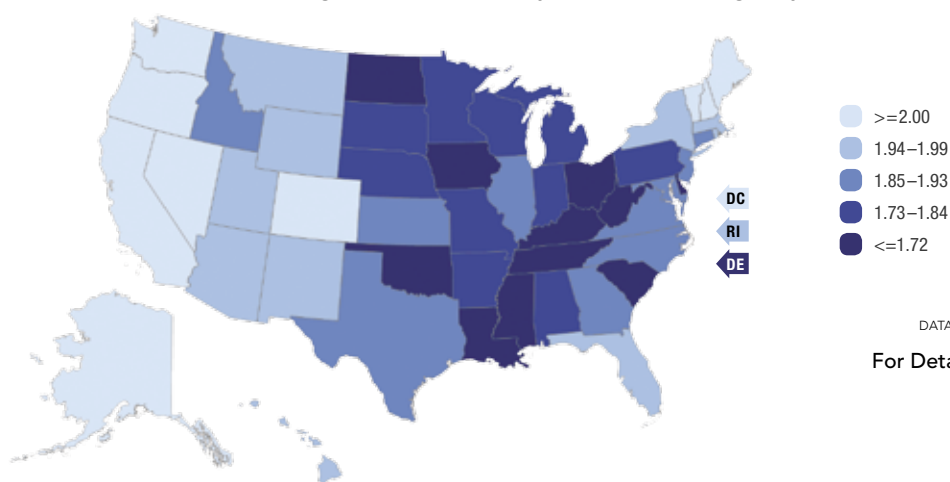 >=2.00
1.94–1.99
1.85–1.93
1.73–1.84
<=1.72
DC
RI
DE
DATA
For Deta